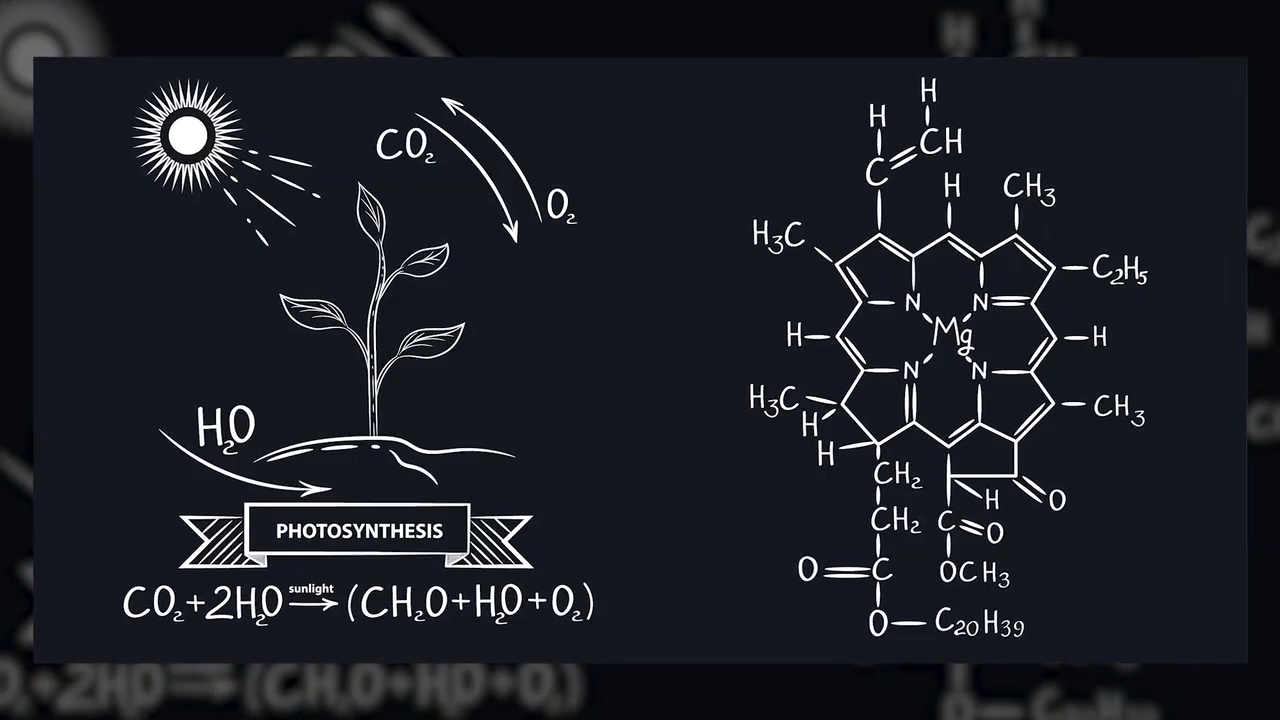 CO₂
O₂
H₂O
PHOTOSYNTHESIS
sunlight
CO₂+2H₂O → (CH₂O+H₂O+O₂)
H
H
C
CH
H
CH₃
H₃C
C₂H₅
N
N
H
Mg
H
N
N
H₃C
H
CH₃
H
CH₂
H
O
CH₂
C
O
O
C
OCH₃
O
C₂₀H₃₉